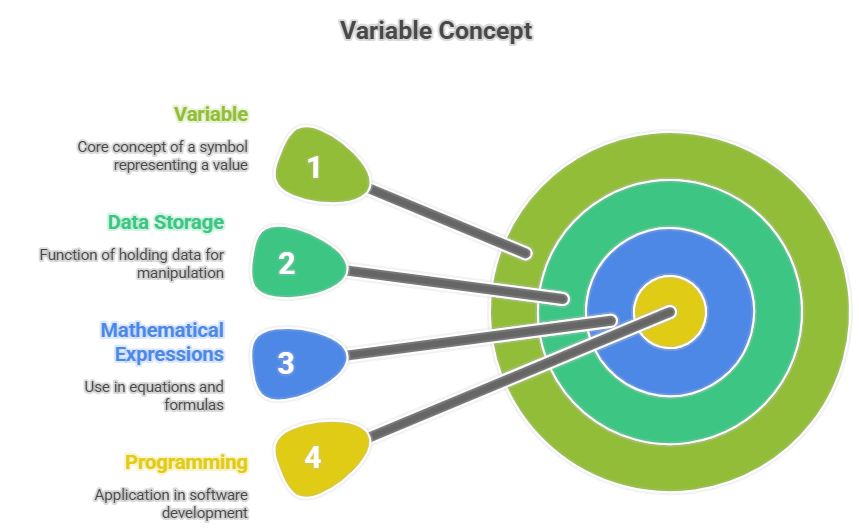 Variable Concept
Variable
Core concept of a symbol
representing a value
1
Data Storage
Function of holding data for
manipulation
2
Mathematical
Expressions
Use in equations and
formulas
3
Programming
Application in software
development
4